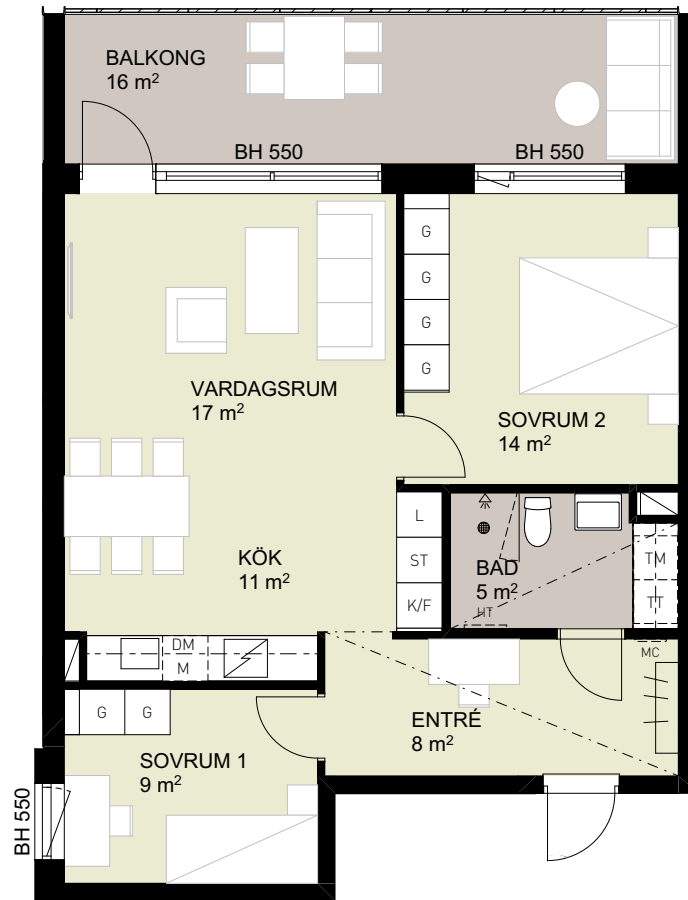 BALKONG
16 m²
BH 550
BH 550
G
G
G
G
VARDAGSRUM
17 m²
SOVRUM 2
14 m²
L
ST
K/F
KÖK
11 m²
BAD
5 m²
HT
TM
TT
DM
M
MC
G
G
ENTRÉ
8 m²
SOVRUM 1
9 m²
BH 550